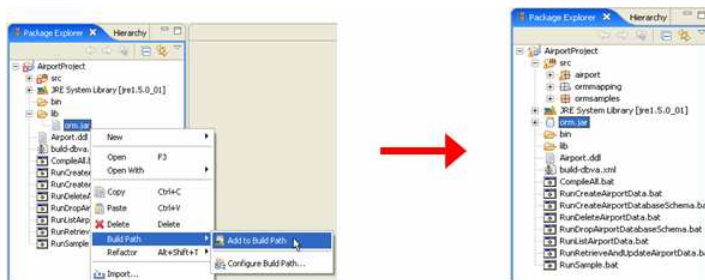 Package Explorer Hierarchy
AirportProject
src
JRE System Library [jre1.5.0_01]
bin
lib
orm.jar
Airport.ddl
build-dbva.
CompileAll.b
RunCreate
RunCreate
RunDeleteA
RunDropAir
RunListAirp
RunRetriev
RunSample.
New
Open F3
Open With
Copy Ctrl+C
Paste Ctrl+V
Delete Delete
Build Path
Refactor Alt+Shift+T
Import...
Add to Build Path
Configure Build Path...
Package Explorer Hierarchy
AirportProject
src
airport
ormmapping
ormsamples
JRE System Library [jre1.5.0_01]
orm.jar
bin
lib
Airport.ddl
build-dbva.xml
CompileAll.bat
RunCreateAirportData.bat
RunCreateAirportDatabaseSchema.bat
RunDeleteAirportData.bat
RunDropAirportDatabaseSchema.bat
RunListAirportData.bat
RunRetrieveAndUpdateAirportData.ba
RunSample.bat